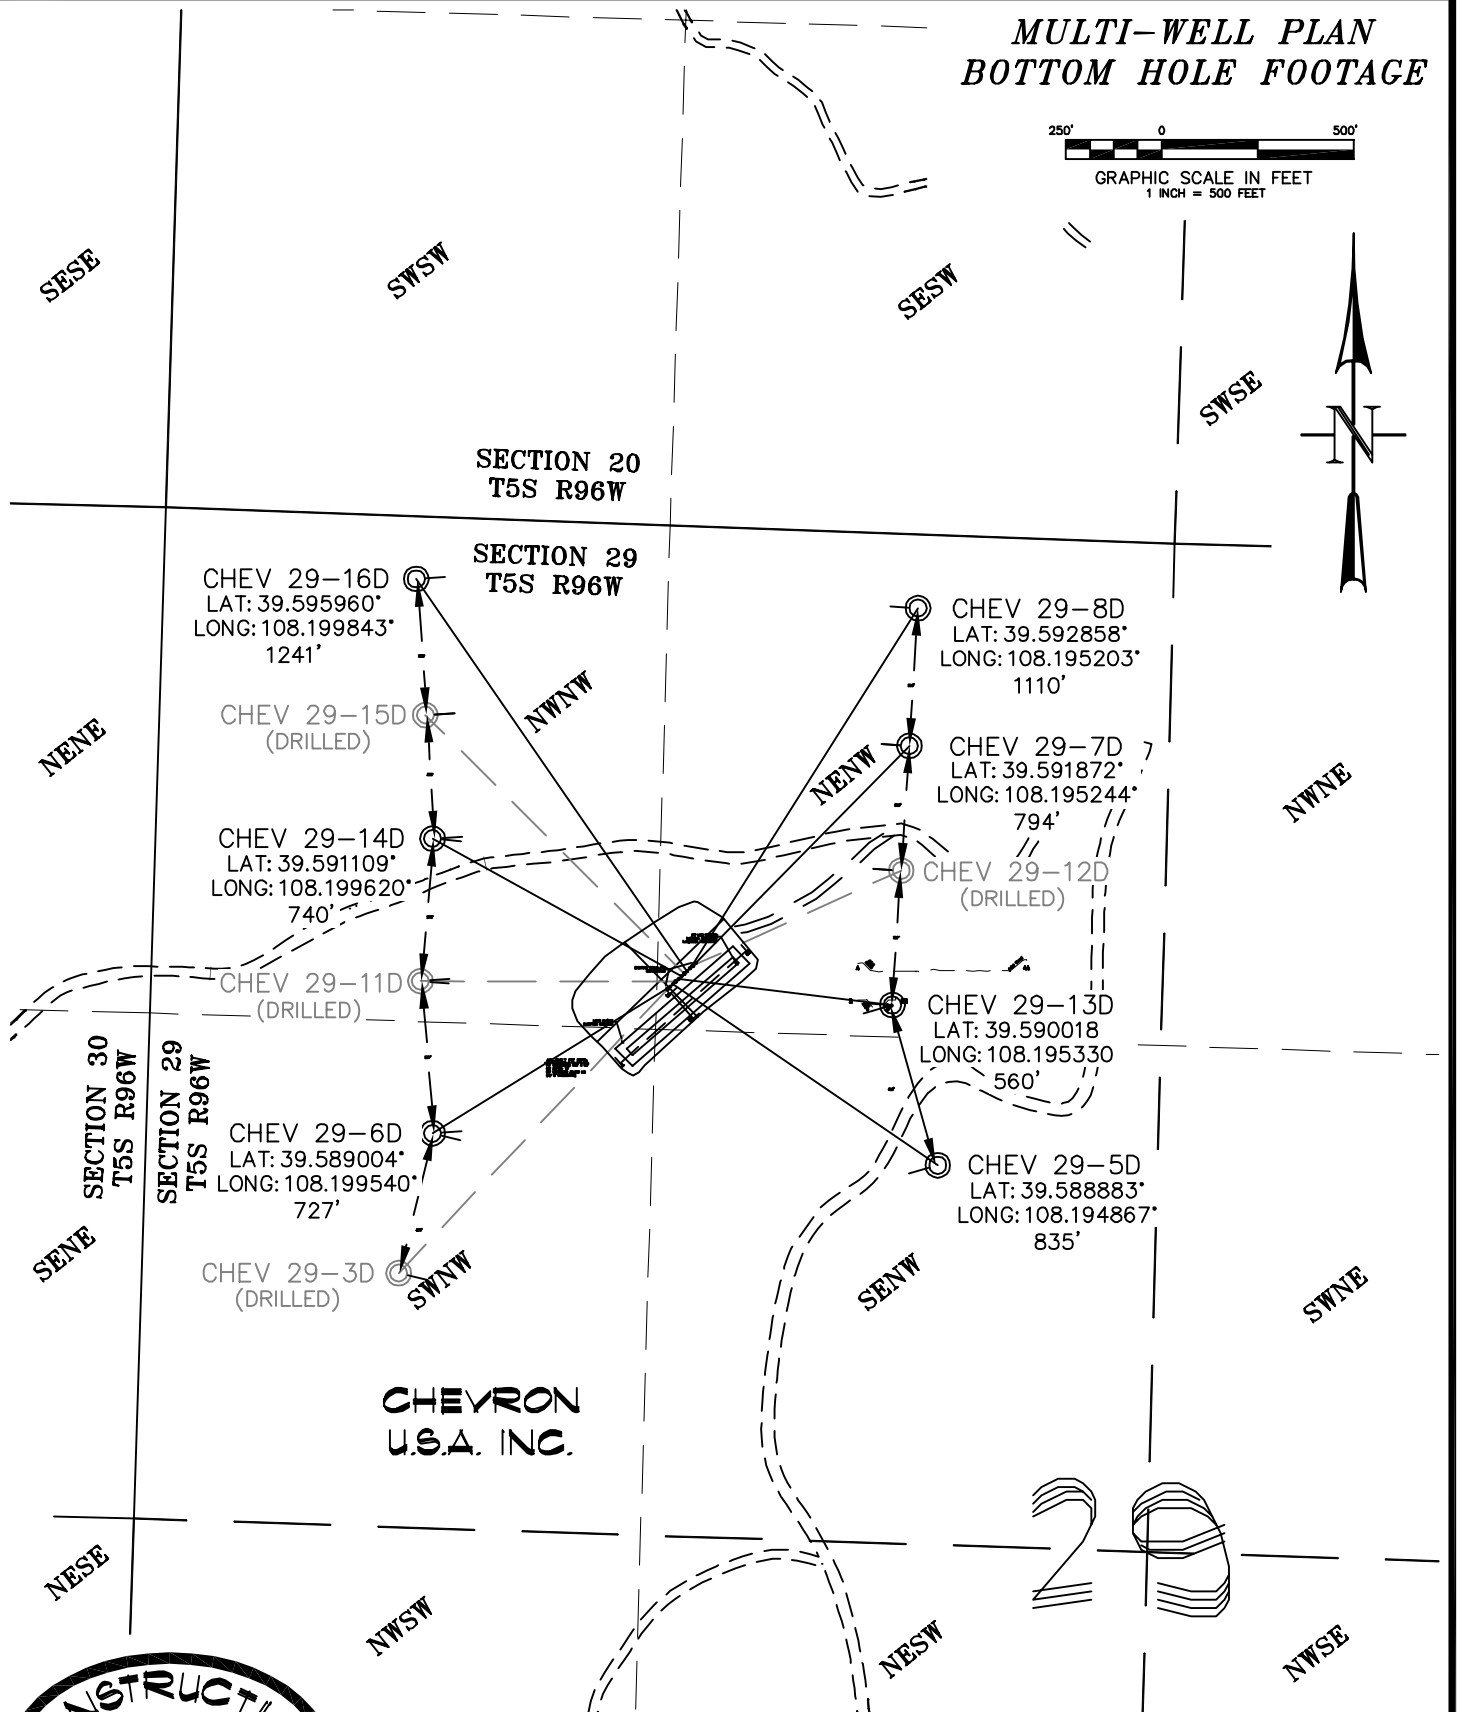 MULTI-WELL PLAN
BOTTOM HOLE FOOTAGE
250' 0 500'
GRAPHIC SCALE IN FEET
1 INCH = 500 FEET
SESE
SWSW
SESW
SWSE
N
SECTION 20
T5S R96W
SECTION 29
T5S R96W
CHEV 29-16D
LAT: 39.595960°
LONG: 108.199843°
1241'
CHEV 29-8D
LAT: 39.592858°
LONG: 108.195203°
1110'
NWNW
CHEV 29-15D
(DRILLED)
NENE
CHEV 29-7D
LAT: 39.591872°
LONG: 108.195244°
794'
NENW
NWNE
CHEV 29-14D
LAT: 39.591109°
LONG: 108.199620°
740'
CHEV 29-12D
(DRILLED)
CHEV 29-11D
(DRILLED)
CHEV 29-13D
LAT: 39.590018
LONG: 108.195330
560'
SECTION 30
T5S R96W
SECTION 29
T5S R96W
CHEV 29-6D
LAT: 39.589004°
LONG: 108.199540°
727'
CHEV 29-5D
LAT: 39.588883°
LONG: 108.194867°
835'
SENE
CHEV 29-3D
(DRILLED)
SWNW
SENW
SWNE
CHEVRON
U.S.A. INC.
29
NESE
NWSW
NESW
NWSE
NSTRUCTI